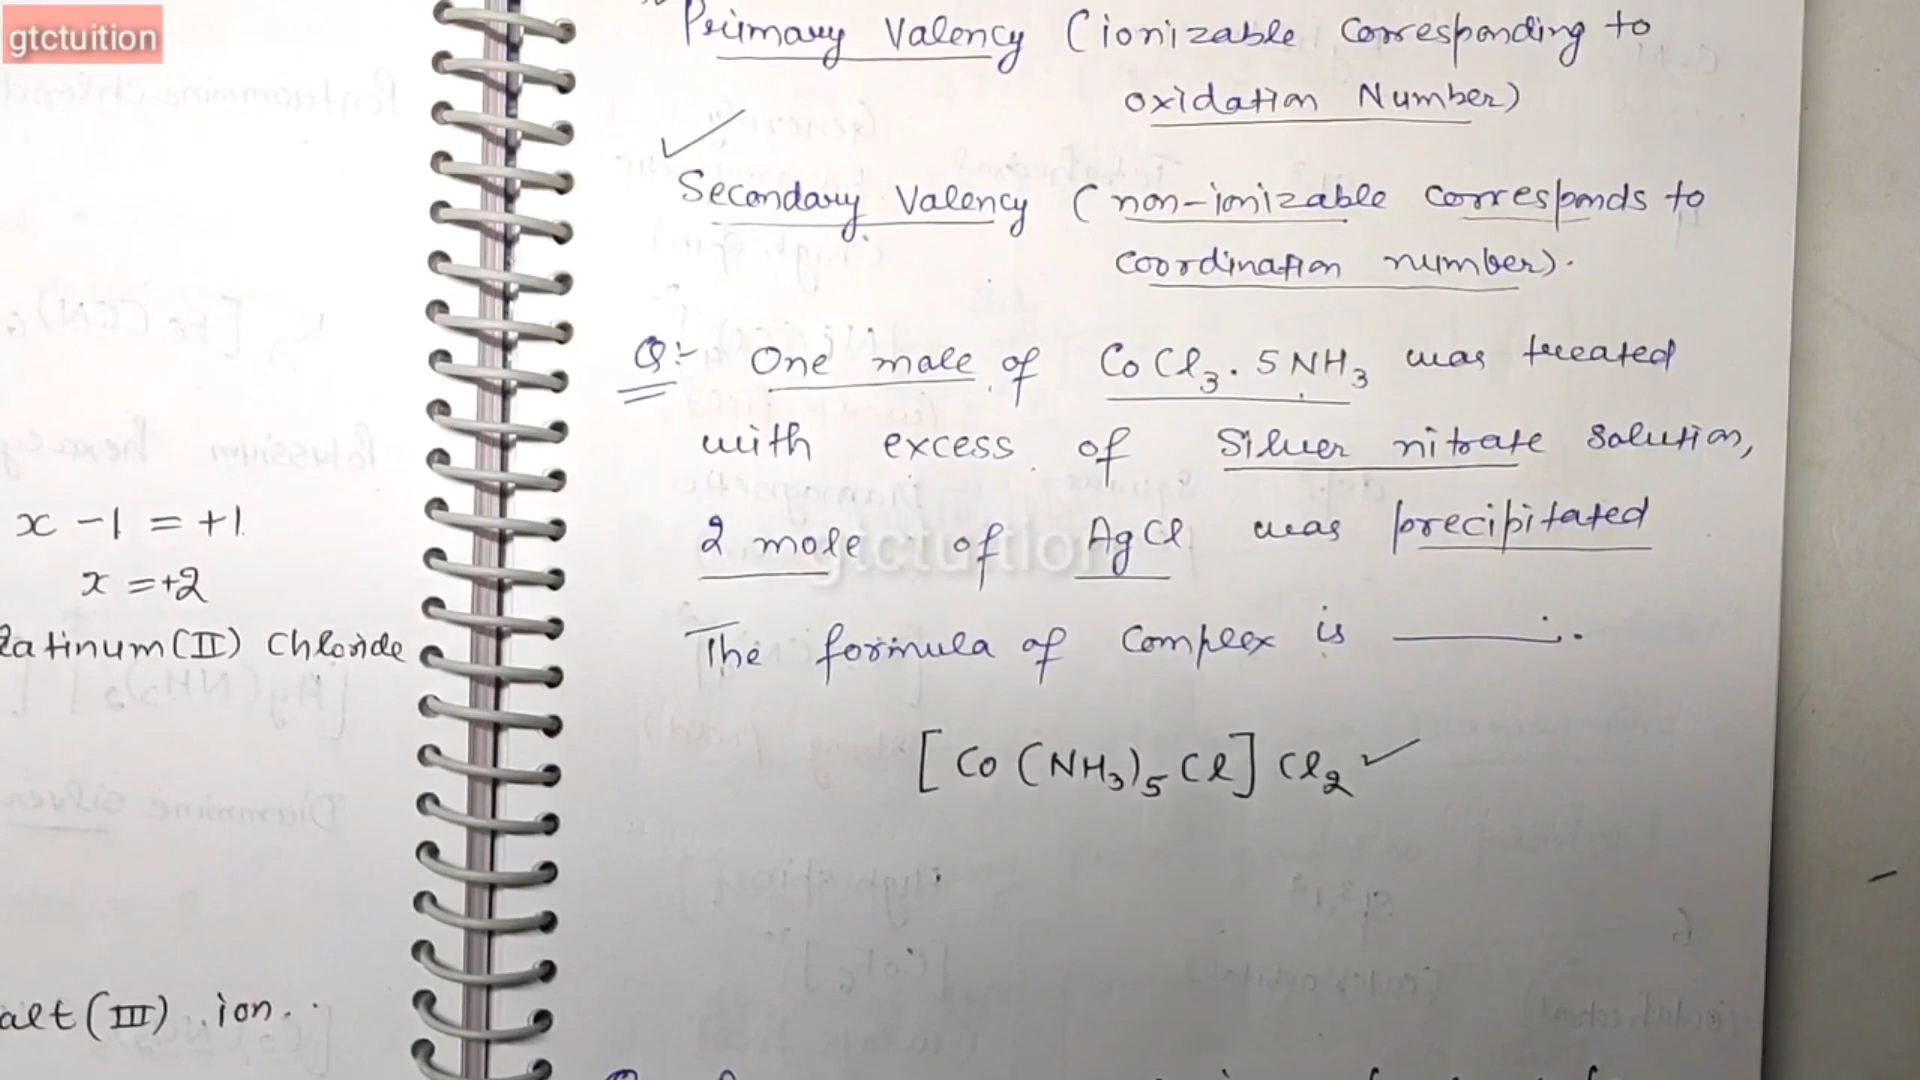 gtctuition
Primary Valency (ionizable corresponding to
oxidation Number)
Secondary Valency (non-ionizable corresponds to
coordination number).
Q:- One mole of CoCl3. 5NH3 was treated
with excess of Silver nitrate solution,
2 mole of AgCl was precipitated
gtctuition
The formula of Complex is ______.
[Co(NH3)5Cl]Cl2 ✓
x -1 = +1
x = +2
latinum(II) Chloride
alt(III) ion.